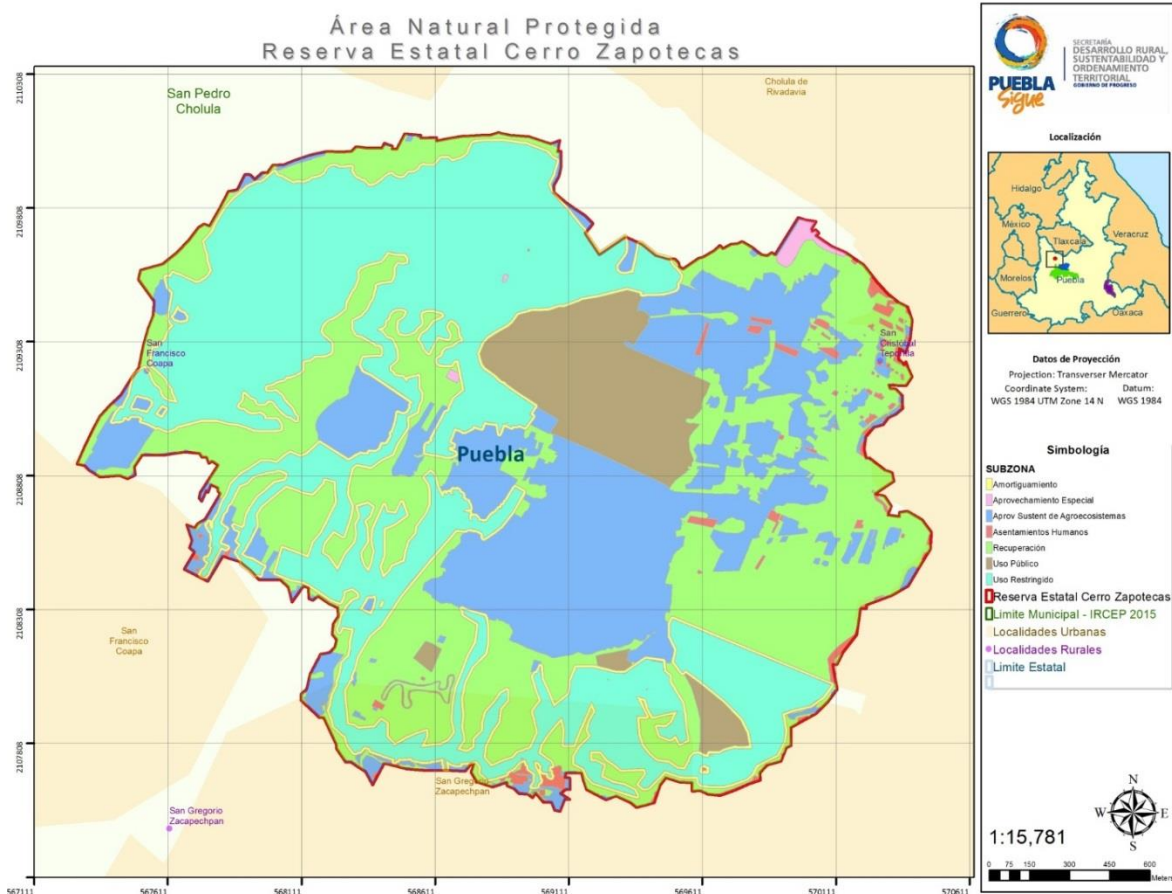 Área Natural Protegida
Reserva Estatal Cerro Zapotecas
2110308
2109808
2109308
2108808
2108308
2107808
567111
567611
568111
568611
569111
569611
570111
570611
San Pedro
Cholula
Cholula de
Rivadavia
San
Francisco
Coapa
San
Cristóbal
Tepontla
Puebla
San
Francisco
Coapa
San Gregorio
Zacapechpan
San Gregorio
Zacapechpan
PUEBLA
Sigue
SECRETARÍA
DESARROLLO RURAL,
SUSTENTABILIDAD Y
ORDENAMIENTO
TERRITORIAL
GOBIERNO DE PROGRESO
Localización
Hidalgo
México
Tlaxcala
Veracruz
Morelos
Puebla
Guerrero
Oaxaca
Datos de Proyección
Projection: Transverser Mercator
Coordinate System: Datum:
WGS 1984 UTM Zone 14 N WGS 1984
Simbología
SUBZONA
Amortiguamiento
Aprovechamiento Especial
Aprov Sustent de Agroecosistemas
Asentamientos Humanos
Recuperación
Uso Público
Uso Restringido
Reserva Estatal Cerro Zapotecas
Limite Municipal - IRCEP 2015
Localidades Urbanas
Localidades Rurales
Limite Estatal
N
W E
S
1:15,781
0 75 150 300 450 600